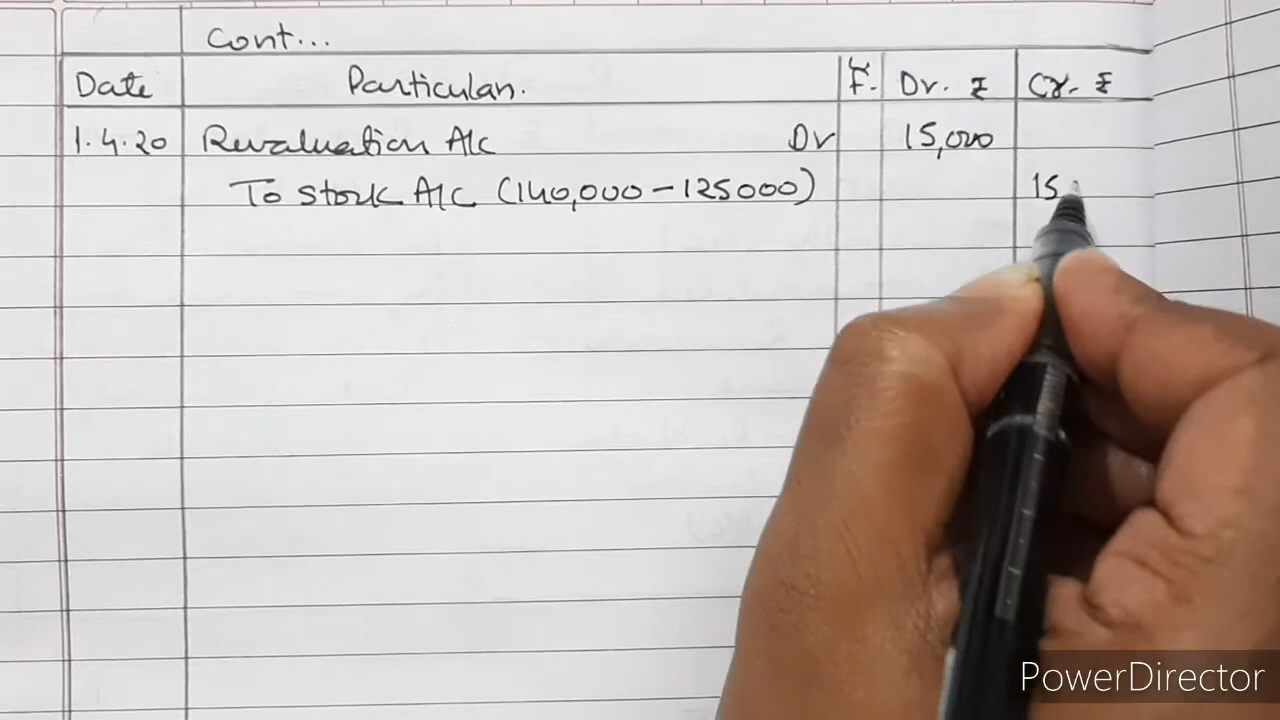 Cont...
Date Particulars. F. Dr. ₹ Cr. ₹
1.4.20 Revaluation A/c Dr 15,000
To Stock A/c (140,000-125000) 15
PowerDirector